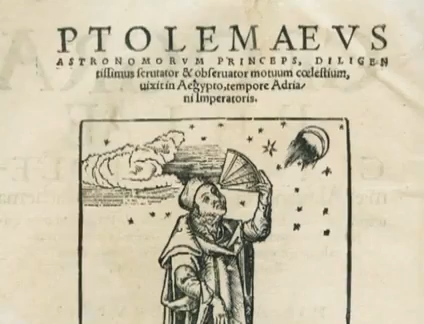 PTOLEMAEVS
ASTRONOMORVM PRINCEPS, DILIGEN
tiſſimus ſcrutator & obſeruator motuum cœleſtium,
uixit in Aegypto, tempore Adria/
ni Imperatoris.